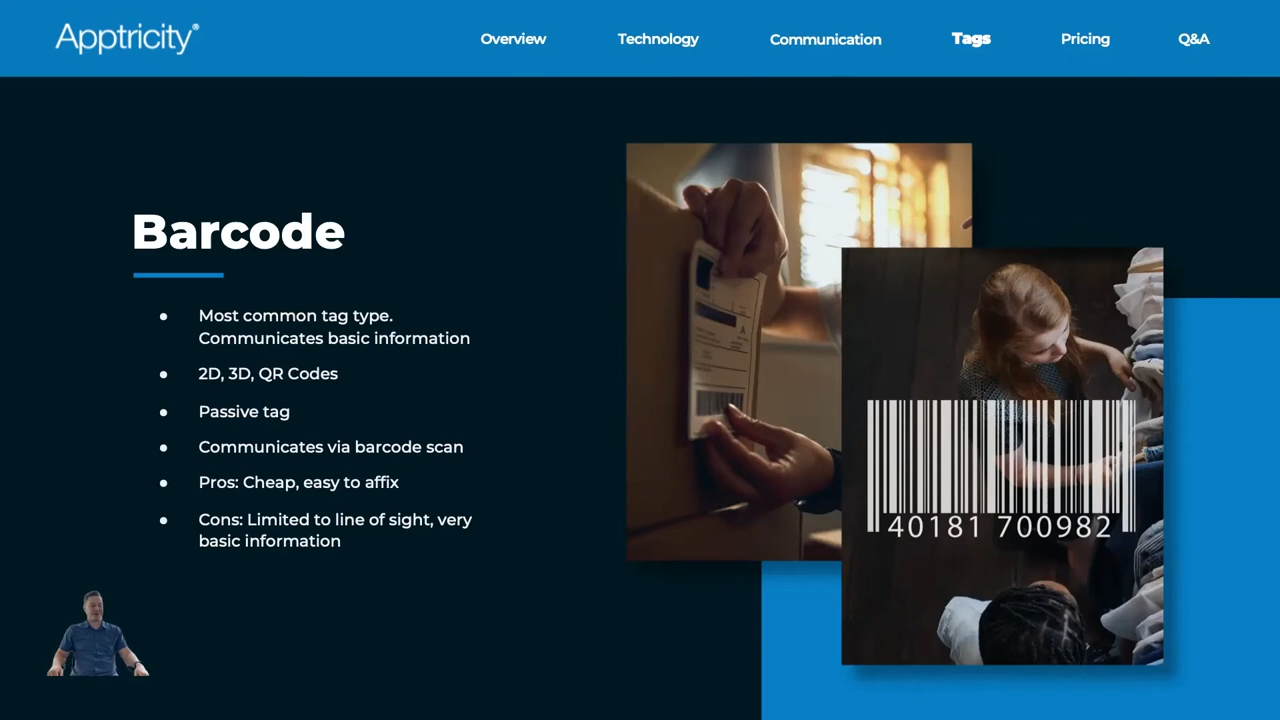 Apptricity®
Overview
Technology
Communication
Tags
Pricing
Q&A
Barcode
• Most common tag type.
Communicates basic information
• 2D, 3D, QR Codes
• Passive tag
• Communicates via barcode scan
• Pros: Cheap, easy to affix
• Cons: Limited to line of sight, very
basic information
A
40181 700982